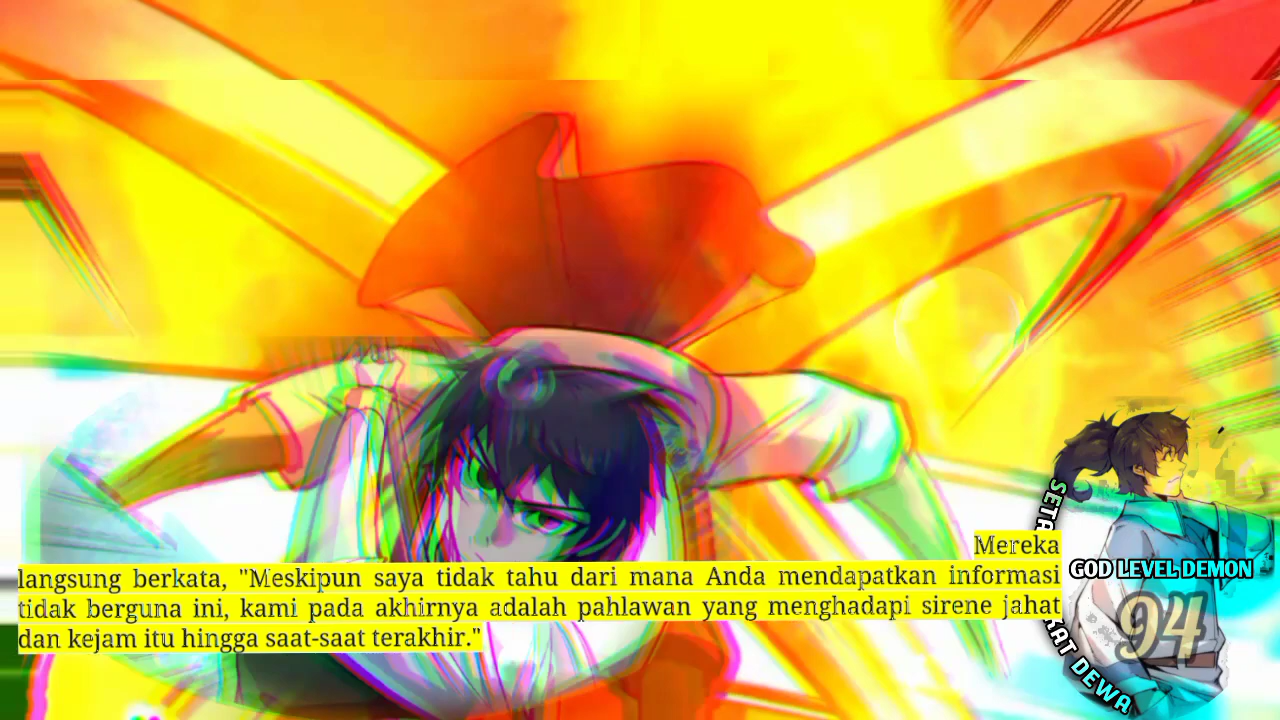 Mereka
langsung berkata, "Meskipun saya tidak tahu dari mana Anda mendapatkan informasi
tidak berguna ini, kami pada akhirnya adalah pahlawan yang menghadapi sirene jahat
dan kejam itu hingga saat-saat terakhir."
GOD LEVEL DEMON
94
DEWA